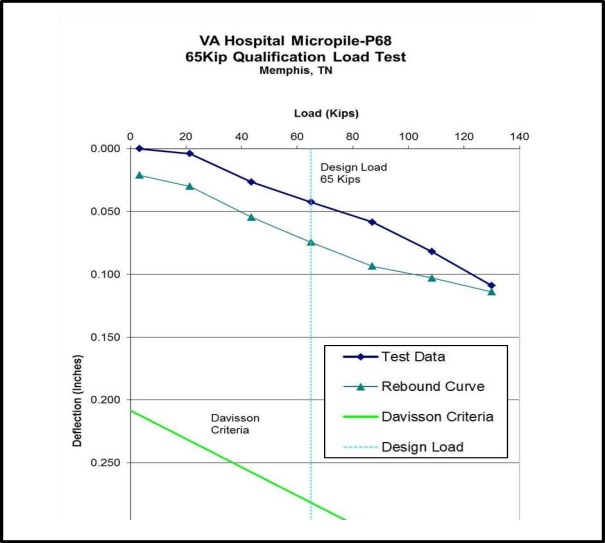 VA Hospital Micropile-P68
65Kip Qualification Load Test
Memphis, TN
Load (Kips)
0 20 40 60 80 100 120 140
0.000
0.050
0.100
0.150
0.200
0.250
Deflection (Inches)
Design Load
65 Kips
Test Data
Rebound Curve
Davisson Criteria
Design Load
Davisson
Criteria